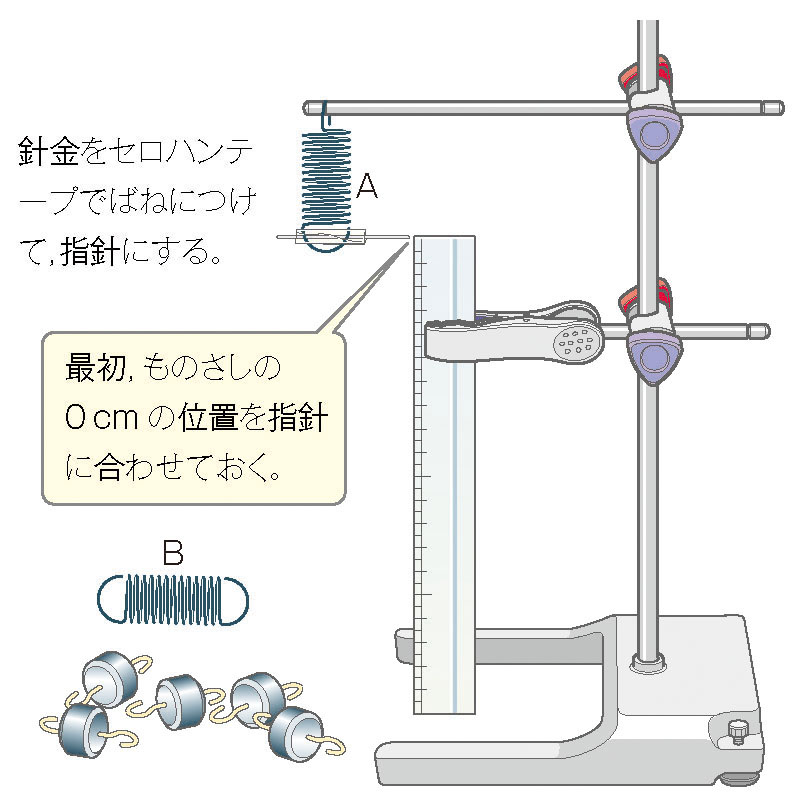 針金をセロハンテ
ープでばねにつけ
て,指針にする。
A
最初,ものさしの
0cmの位置を指針
に合わせておく。
B